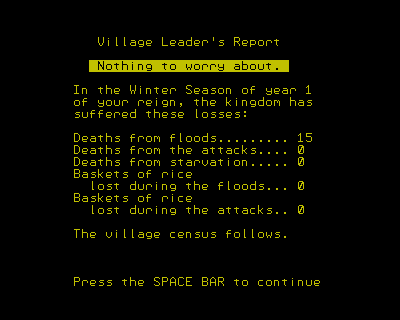 Village Leader's Report
Nothing to worry about.
In the Winter Season of year 1
of your reign, the kingdom has
suffered these losses:
Deaths from floods......... 15
Deaths from the attacks.... 0
Deaths from starvation..... 0
Baskets of rice
lost during the floods... 0
Baskets of rice
lost during the attacks.. 0
The village census follows.
Press the SPACE BAR to continue